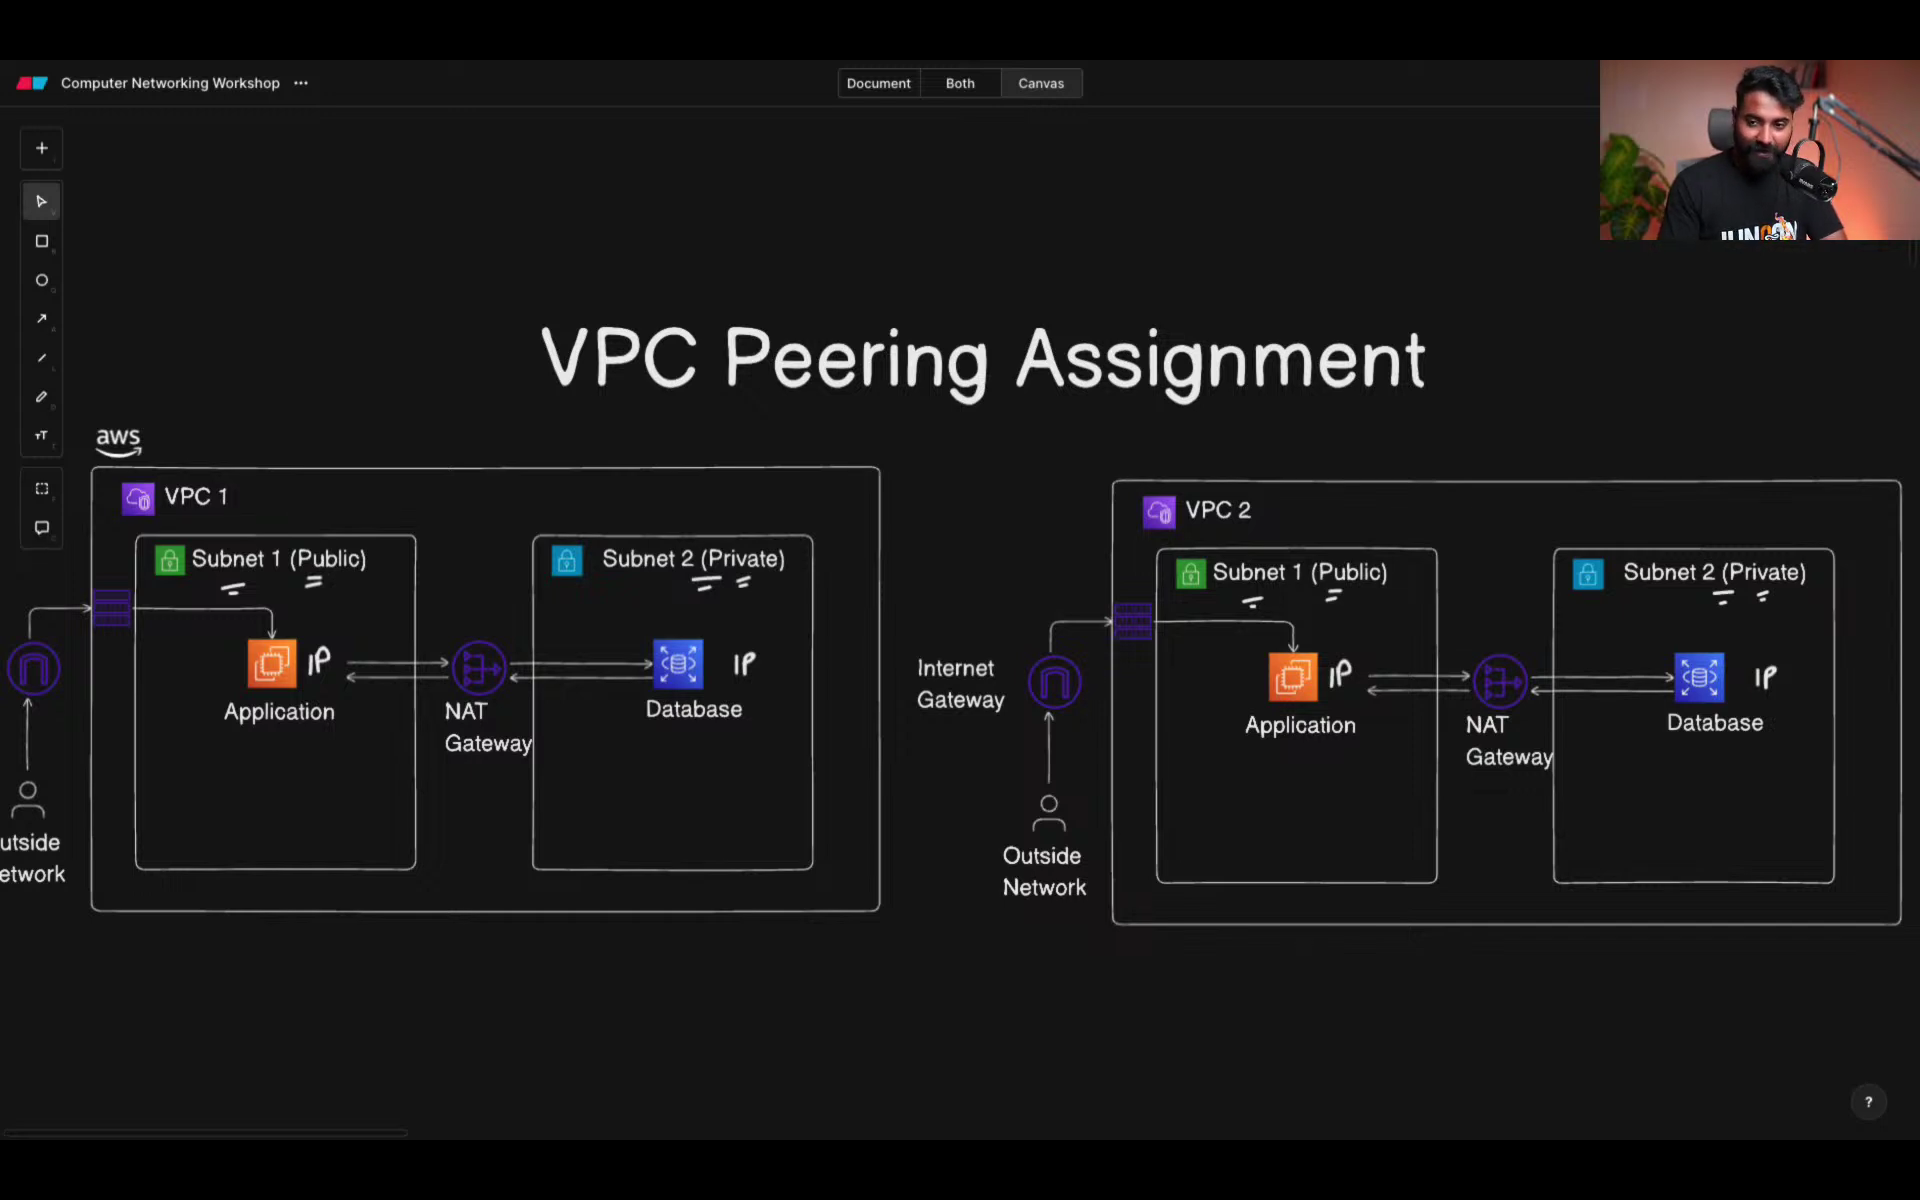 Computer Networking Workshop
Document
Both
Canvas
VPC Peering Assignment
aws
VPC 1
Subnet 1 (Public)
Subnet 2 (Private)
IP
IP
Application
NAT
Gateway
Database
utside
etwork
VPC 2
Subnet 1 (Public)
Subnet 2 (Private)
Internet
Gateway
IP
IP
Application
NAT
Gateway
Database
Outside
Network
?